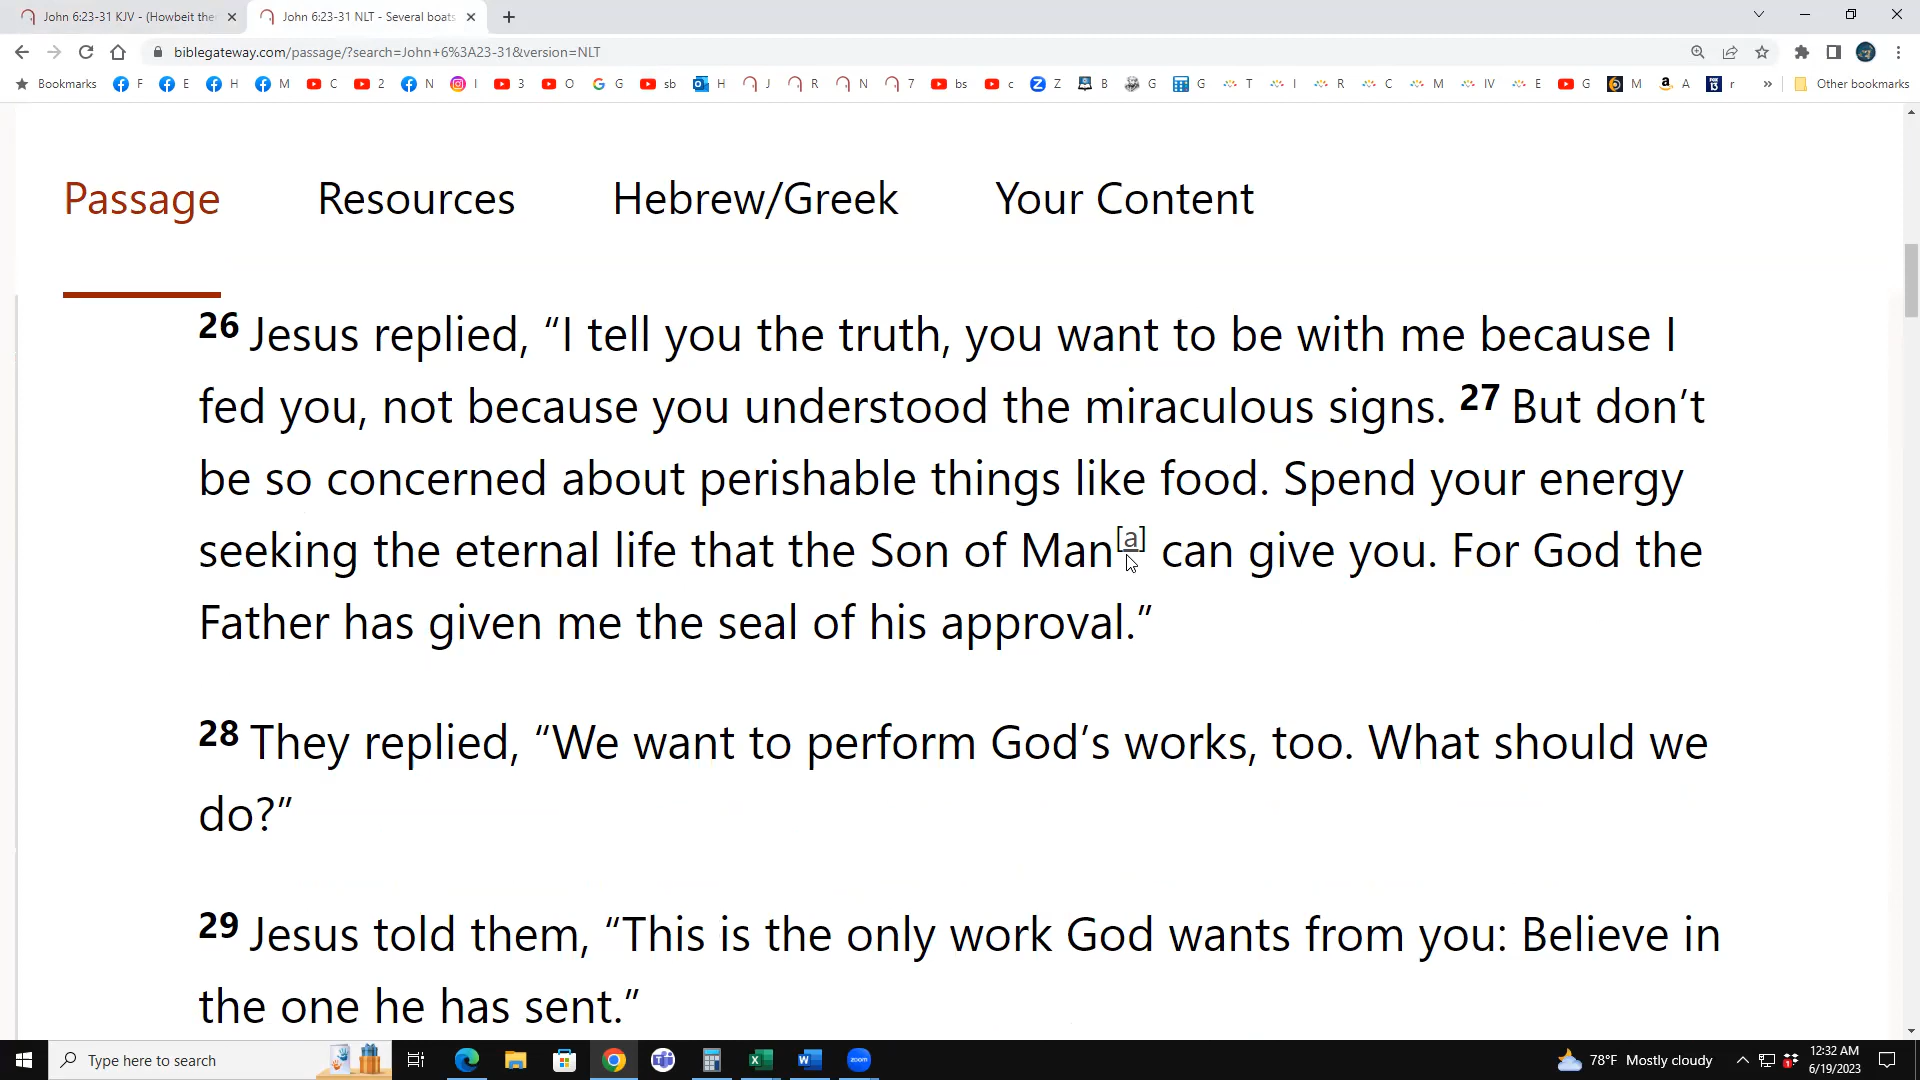 John 6:23-31 KJV - (Howbeit the
John 6:23-31 NLT - Several boats
biblegateway.com/passage/?search=John+6%3A23-31&version=NLT
Bookmarks F E H M C 2 N I 3 O G sb H J R N 7 bs c Z B G G T I R C M IV E G M A r » Other bookmarks
Passage Resources Hebrew/Greek Your Content
26 Jesus replied, “I tell you the truth, you want to be with me because I
fed you, not because you understood the miraculous signs. 27 But don’t
be so concerned about perishable things like food. Spend your energy
seeking the eternal life that the Son of Man[a] can give you. For God the
Father has given me the seal of his approval.”
28 They replied, “We want to perform God’s works, too. What should we
do?”
29 Jesus told them, “This is the only work God wants from you: Believe in
the one he has sent.”
Type here to search
78°F Mostly cloudy
12:32 AM
6/19/2023